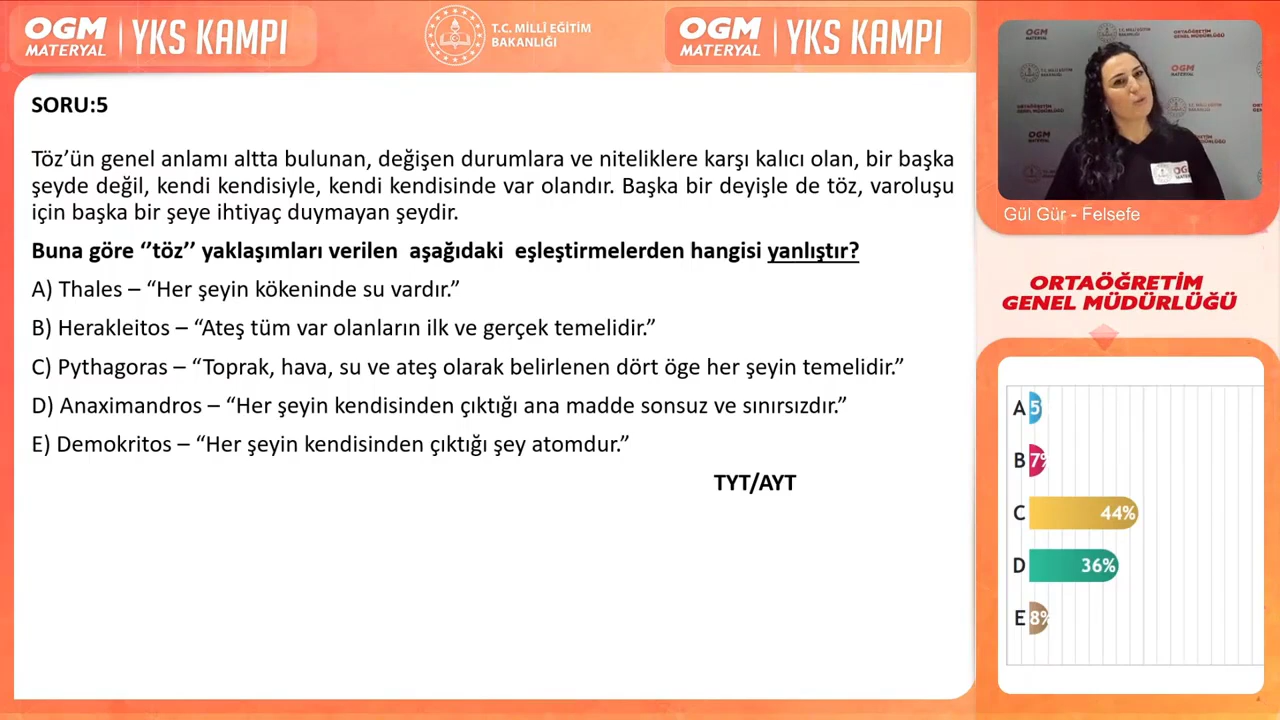 OGM
MATERYAL
YKS KAMPI
T.C. MİLLÎ EĞİTİM
BAKANLIĞI
OGM
MATERYAL
YKS KAMPI
SORU:5
Töz’ün genel anlamı altta bulunan, değişen durumlara ve niteliklere karşı kalıcı olan, bir başka
şeyde değil, kendi kendisiyle, kendi kendisinde var olandır. Başka bir deyişle de töz, varoluşu
için başka bir şeye ihtiyaç duymayan şeydir.
Buna göre ‘’töz’’ yaklaşımları verilen aşağıdaki eşleştirmelerden hangisi yanlıştır?
A) Thales – “Her şeyin kökeninde su vardır.”
B) Herakleitos – “Ateş tüm var olanların ilk ve gerçek temelidir.”
C) Pythagoras – “Toprak, hava, su ve ateş olarak belirlenen dört öge her şeyin temelidir.”
D) Anaximandros – “Her şeyin kendisinden çıktığı ana madde sonsuz ve sınırsızdır.”
E) Demokritos – “Her şeyin kendisinden çıktığı şey atomdur.”
TYT/AYT
OGM
MATERYAL
OGM
OGM
Gül Gür - Felsefe
ORTAÖĞRETİM
GENEL MÜDÜRLÜĞÜ
A 5
B 7%
C 44%
D 36%
E 8%